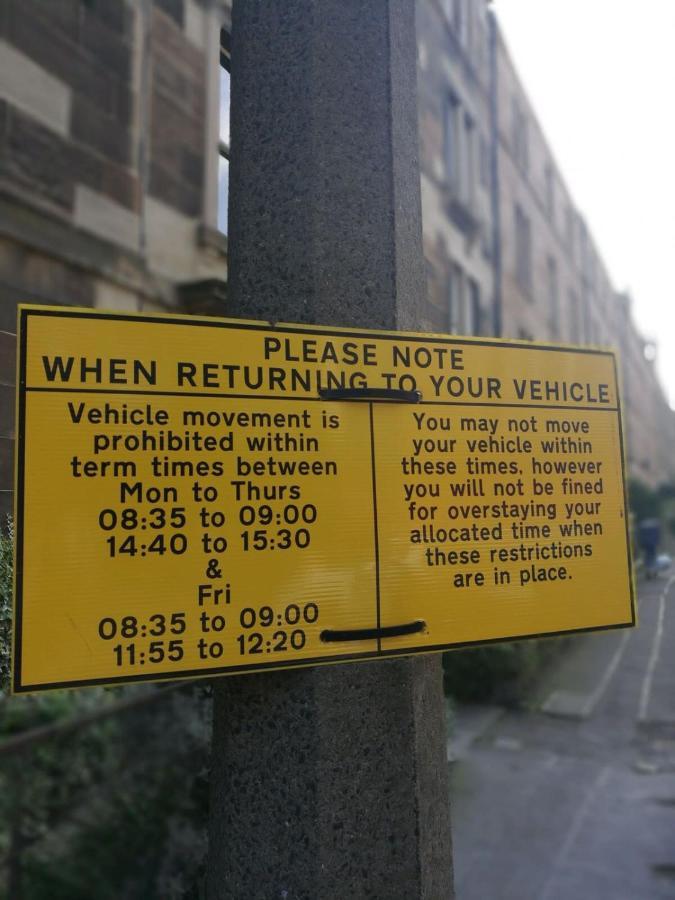 PLEASE NOTE
WHEN RETURNING TO YOUR VEHICLE
Vehicle movement is
prohibited within
term times between
Mon to Thurs
08:35 to 09:00
14:40 to 15:30
&
Fri
08:35 to 09:00
11:55 to 12:20
You may not move
your vehicle within
these times, however
you will not be fined
for overstaying your
allocated time when
these restrictions
are in place.